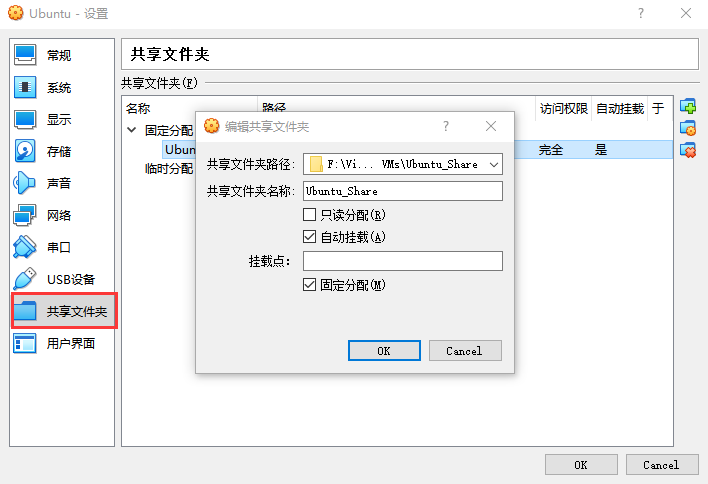 Ubuntu - 设置
常规
系统
显示
存储
声音
网络
串口
USB设备
共享文件夹
用户界面
共享文件夹
共享文件夹(F)
名称 路径 访问权限 自动挂载 于
固定分配
Ubun 完全 是
临时分配
编辑共享文件夹
共享文件夹路径: F:\Vi... VMs\Ubuntu_Share
共享文件夹名称: Ubuntu_Share
只读分配(R)
自动挂载(A)
挂载点:
固定分配(M)
OK Cancel
OK Cancel